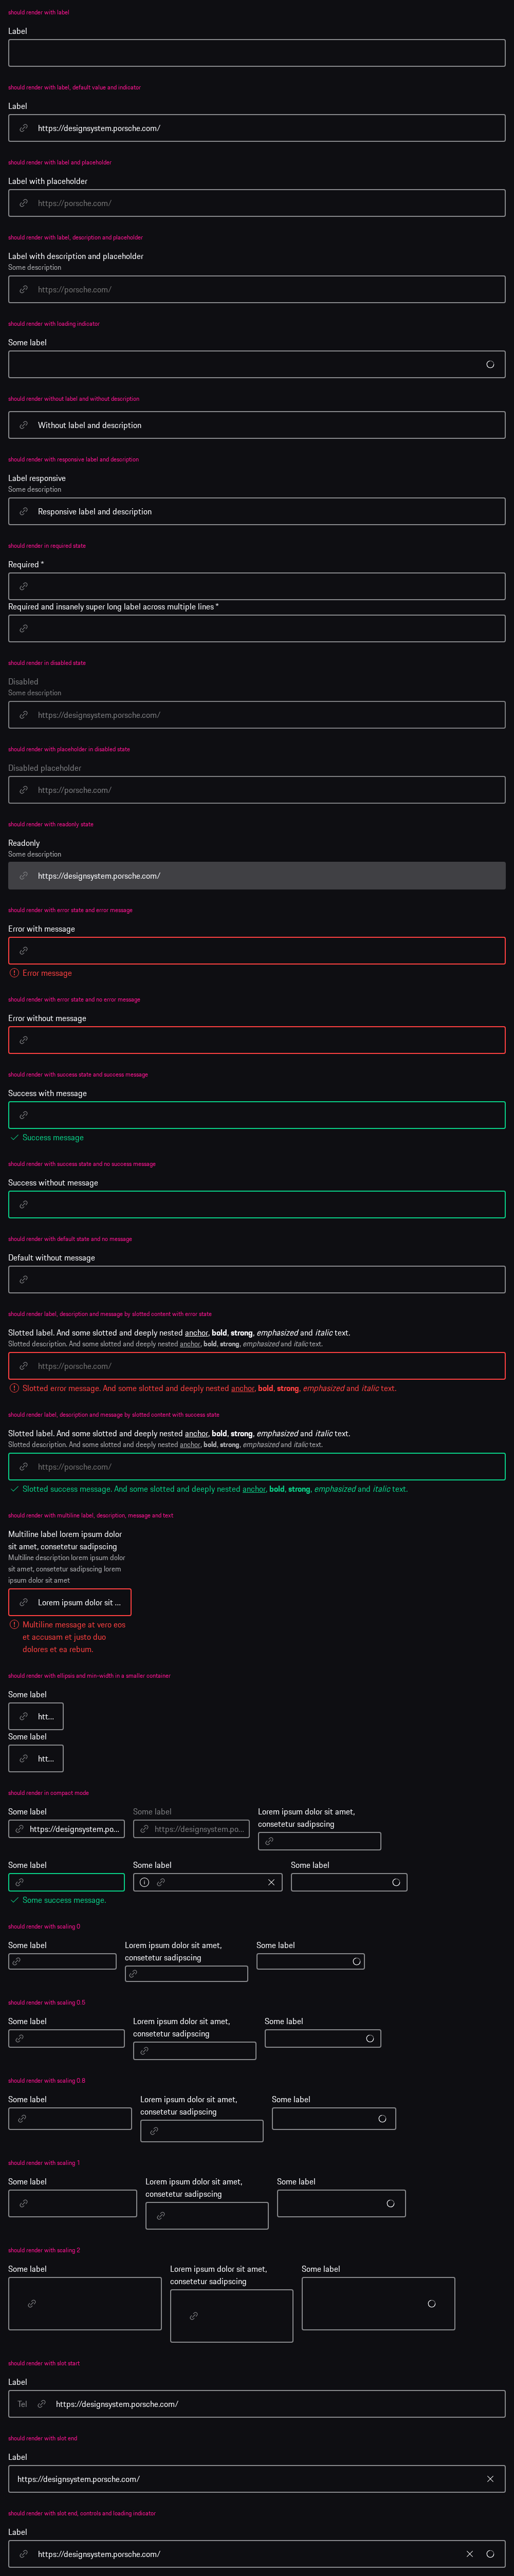 should render with label
Label
should render with label, default value and indicator
Label
https://designsystem.porsche.com/
should render with label and placeholder
Label with placeholder
https://porsche.com/
should render with label, description and placeholder
Label with description and placeholder
Some description
https://porsche.com/
should render with loading indicator
Some label
should render without label and without description
Without label and description
should render with responsive label and description
Label responsive
Some description
Responsive label and description
should render in required state
Required *
Required and insanely super long label across multiple lines *
should render in disabled state
Disabled
Some description
https://designsystem.porsche.com/
should render with placeholder in disabled state
Disabled placeholder
https://porsche.com/
should render with readonly state
Readonly
Some description
https://designsystem.porsche.com/
should render with error state and error message
Error with message
Error message
should render with error state and no error message
Error without message
should render with success state and success message
Success with message
Success message
should render with success state and no success message
Success without message
should render with default state and no message
Default without message
should render label, description and message by slotted content with error state
Slotted label. And some slotted and deeply nested anchor, bold, strong, emphasized and italic text.
Slotted description. And some slotted and deeply nested anchor, bold, strong, emphasized and italic text.
https://porsche.com/
Slotted error message. And some slotted and deeply nested anchor, bold, strong, emphasized and italic text.
should render label, description and message by slotted content with success state
Slotted label. And some slotted and deeply nested anchor, bold, strong, emphasized and italic text.
Slotted description. And some slotted and deeply nested anchor, bold, strong, emphasized and italic text.
https://porsche.com/
Slotted success message. And some slotted and deeply nested anchor, bold, strong, emphasized and italic text.
should render with multiline label, description, message and text
Multiline label lorem ipsum dolor
sit amet, consetetur sadipscing
Multiline description lorem ipsum dolor
sit amet, consetetur sadipscing lorem
ipsum dolor sit amet
Lorem ipsum dolor sit ...
Multiline message at vero eos
et accusam et justo duo
dolores et ea rebum.
should render with ellipsis and min-width in a smaller container
Some label
htt...
Some label
htt...
should render in compact mode
Some label
https://designsystem.po...
Some label
https://designsystem.po...
Lorem ipsum dolor sit amet,
consetetur sadipscing
Some label
Some success message.
Some label
Some label
should render with scaling 0
Some label
Lorem ipsum dolor sit amet,
consetetur sadipscing
Some label
should render with scaling 0.5
Some label
Lorem ipsum dolor sit amet,
consetetur sadipscing
Some label
should render with scaling 0.8
Some label
Lorem ipsum dolor sit amet,
consetetur sadipscing
Some label
should render with scaling 1
Some label
Lorem ipsum dolor sit amet,
consetetur sadipscing
Some label
should render with scaling 2
Some label
Lorem ipsum dolor sit amet,
consetetur sadipscing
Some label
should render with slot start
Label
Tel https://designsystem.porsche.com/
should render with slot end
Label
https://designsystem.porsche.com/
should render with slot end, controls and loading indicator
Label
https://designsystem.porsche.com/